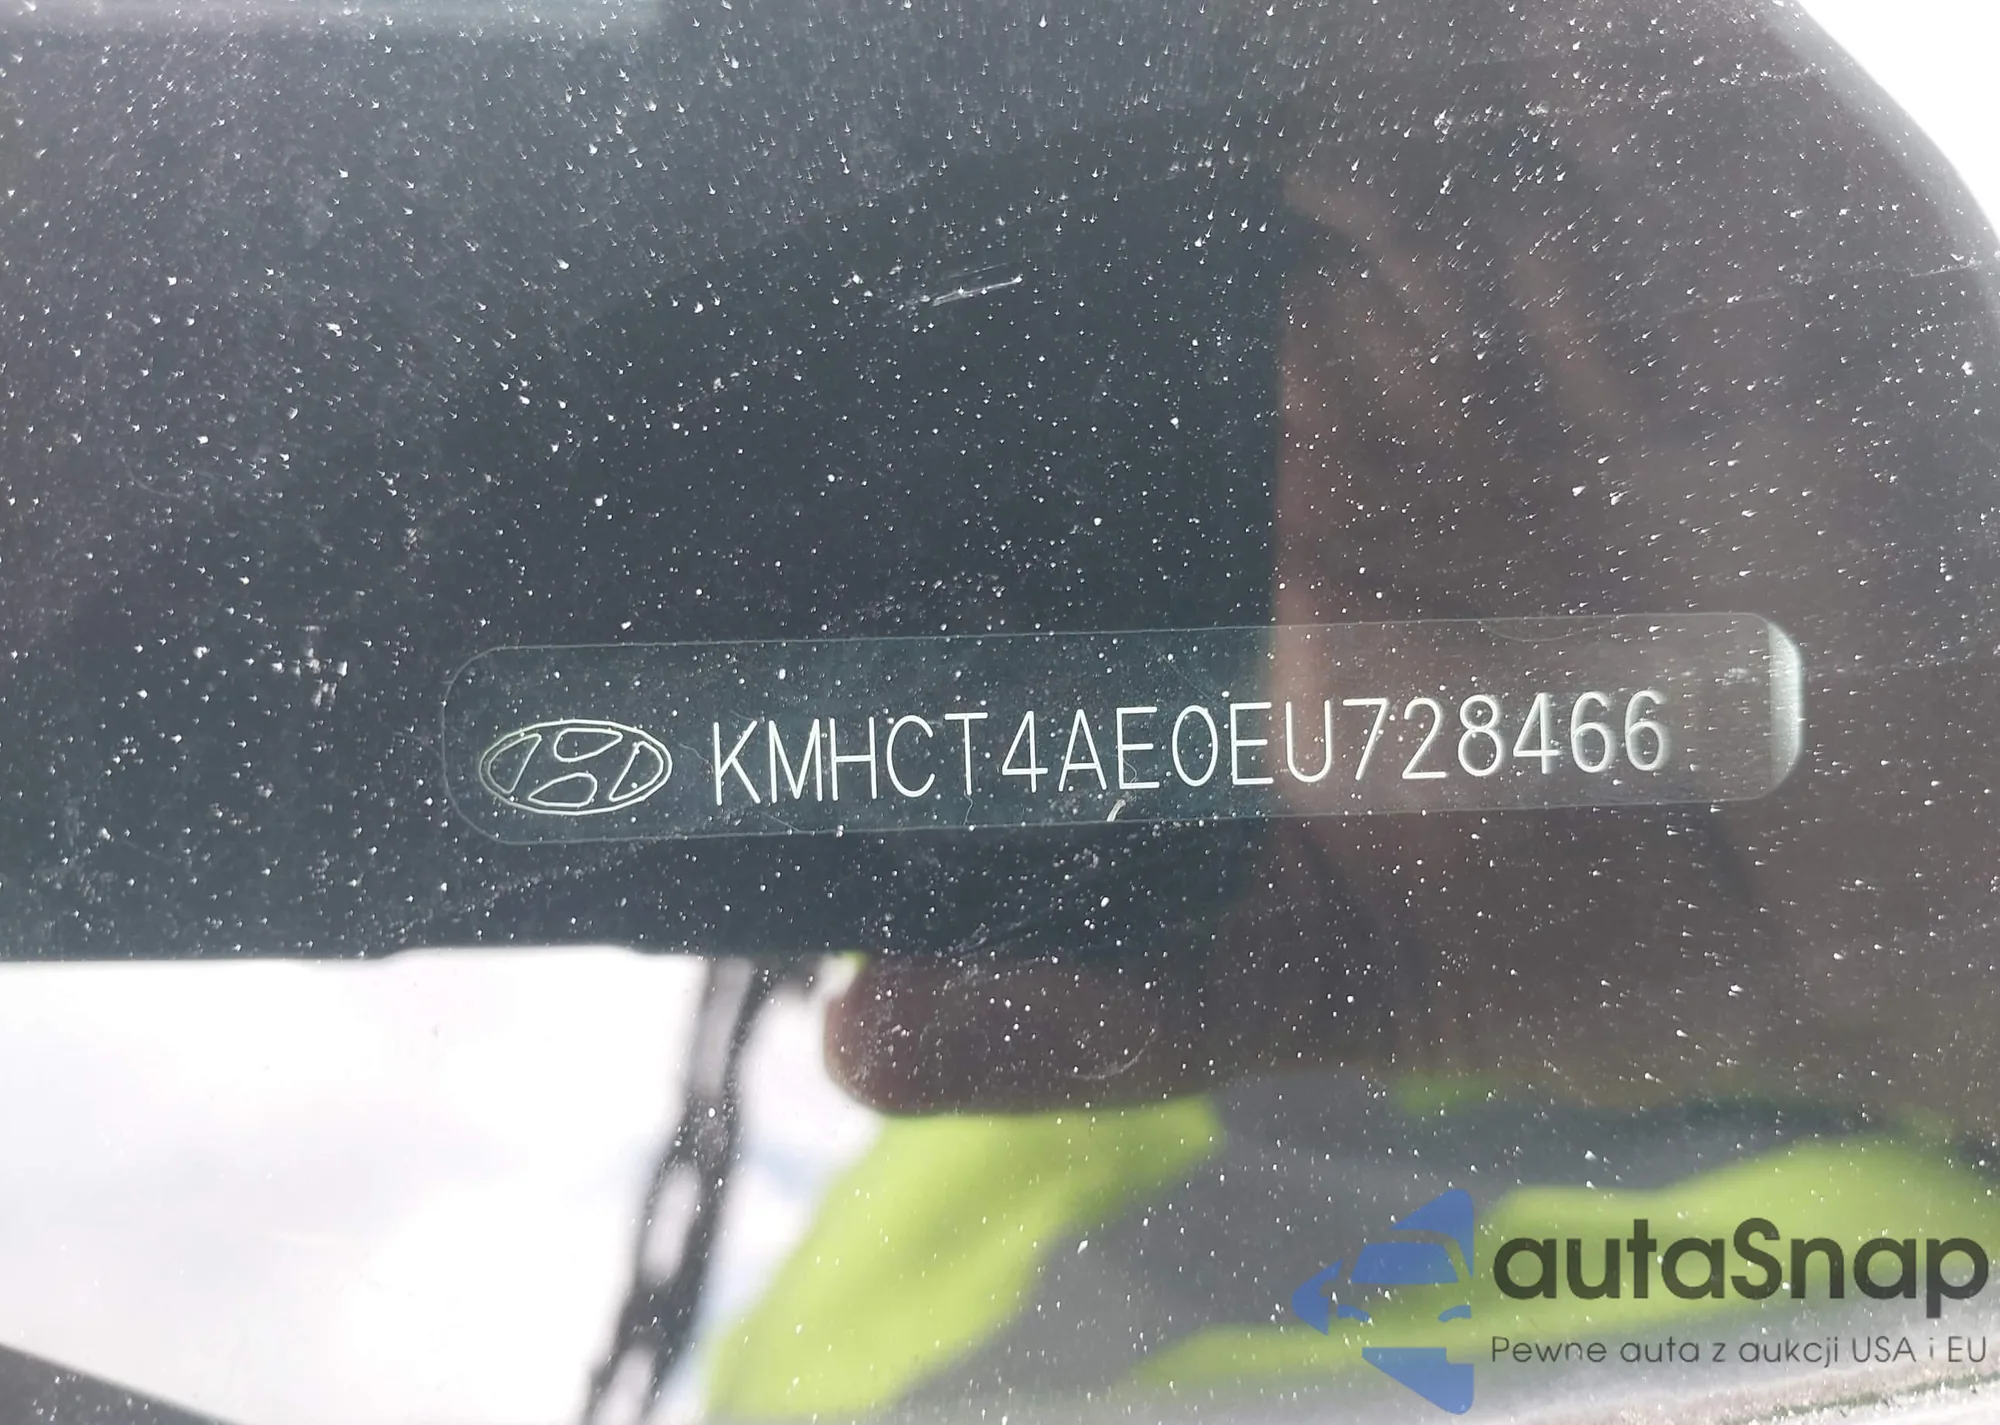 KMHCT4AE0EU728466
autaSnap
Pewne auta z aukcji USA i EU